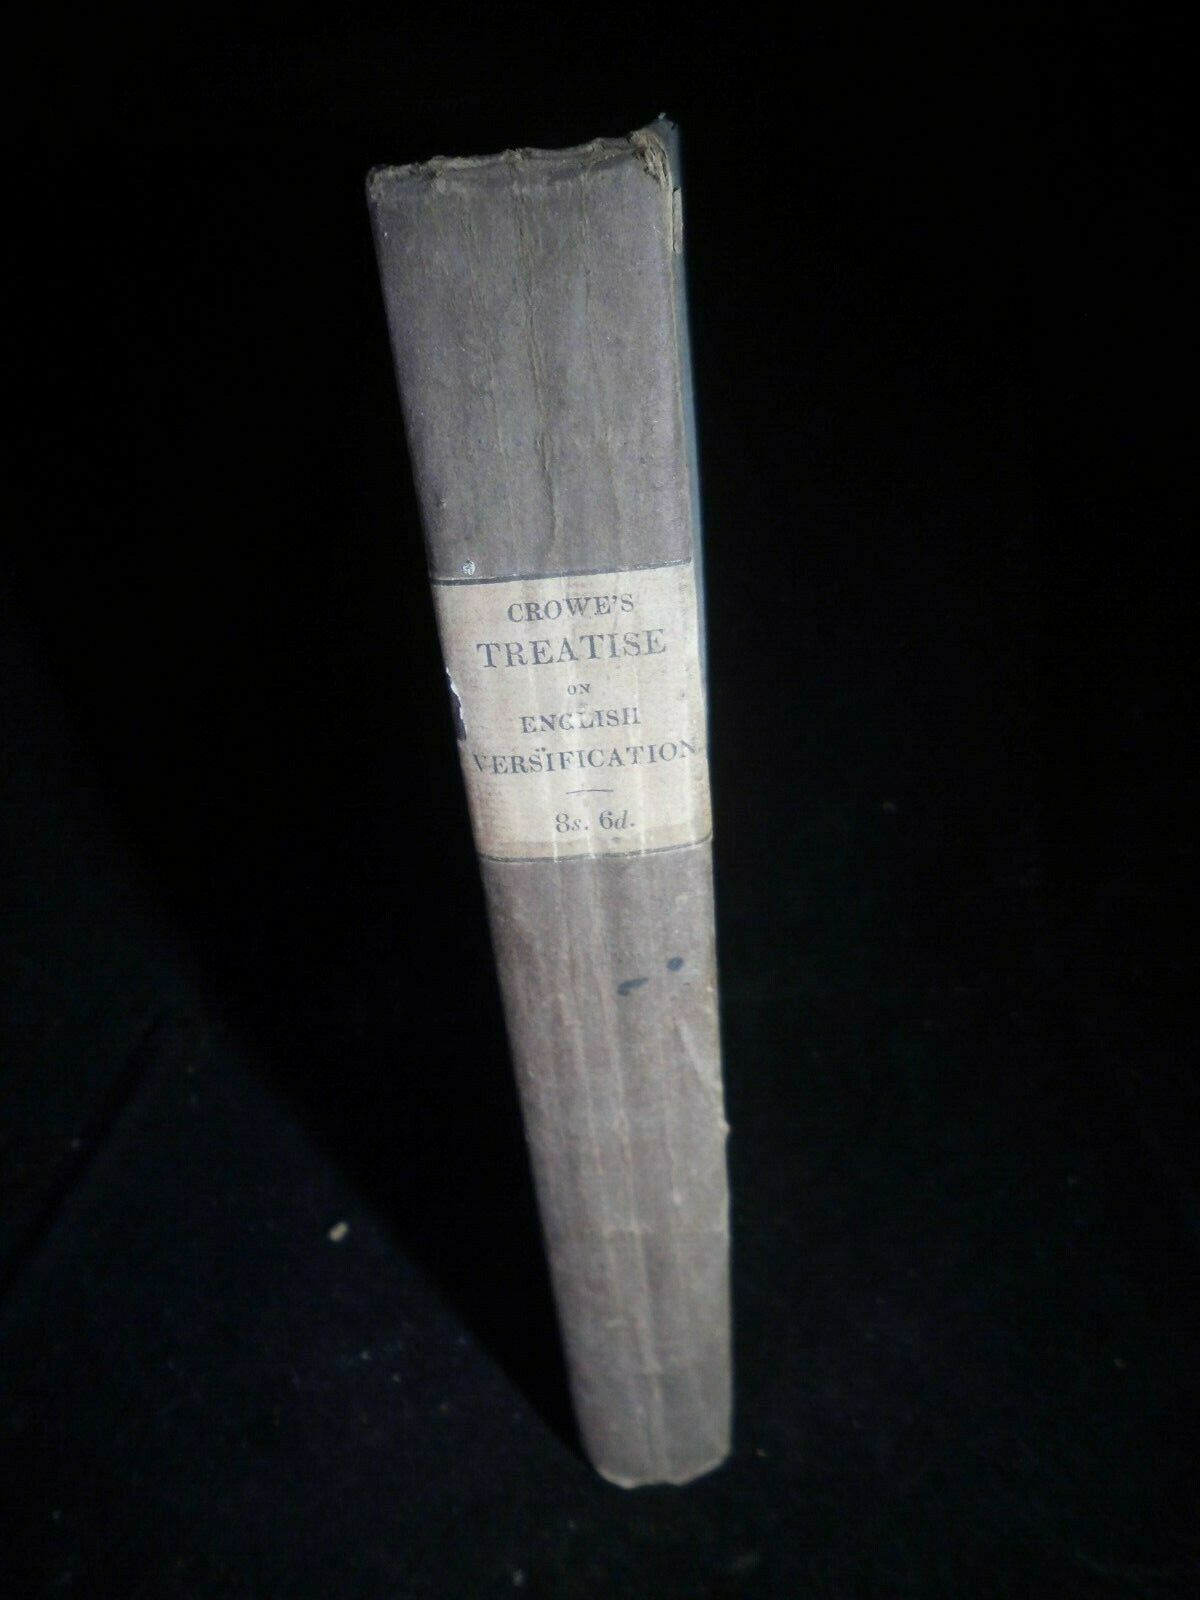 CROWE'S
TREATISE
ON
ENGLISH
VERSIFICATION
8s. 6d.